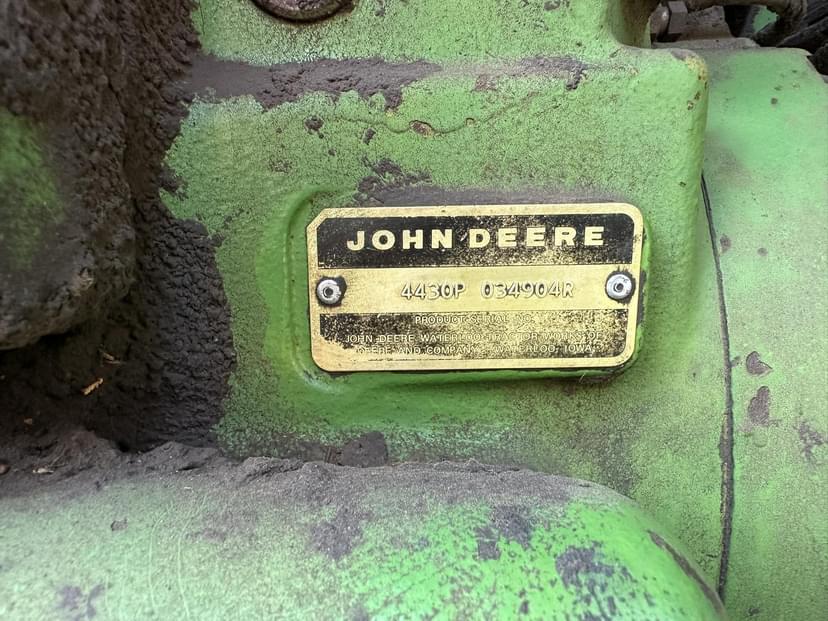 JOHN DEERE
4430P 034904R
PRODUCT SERIAL NO.
JOHN DEERE WATERLOO TRACTOR WORKS OF
DEERE AND COMPANY WATERLOO, IOWA